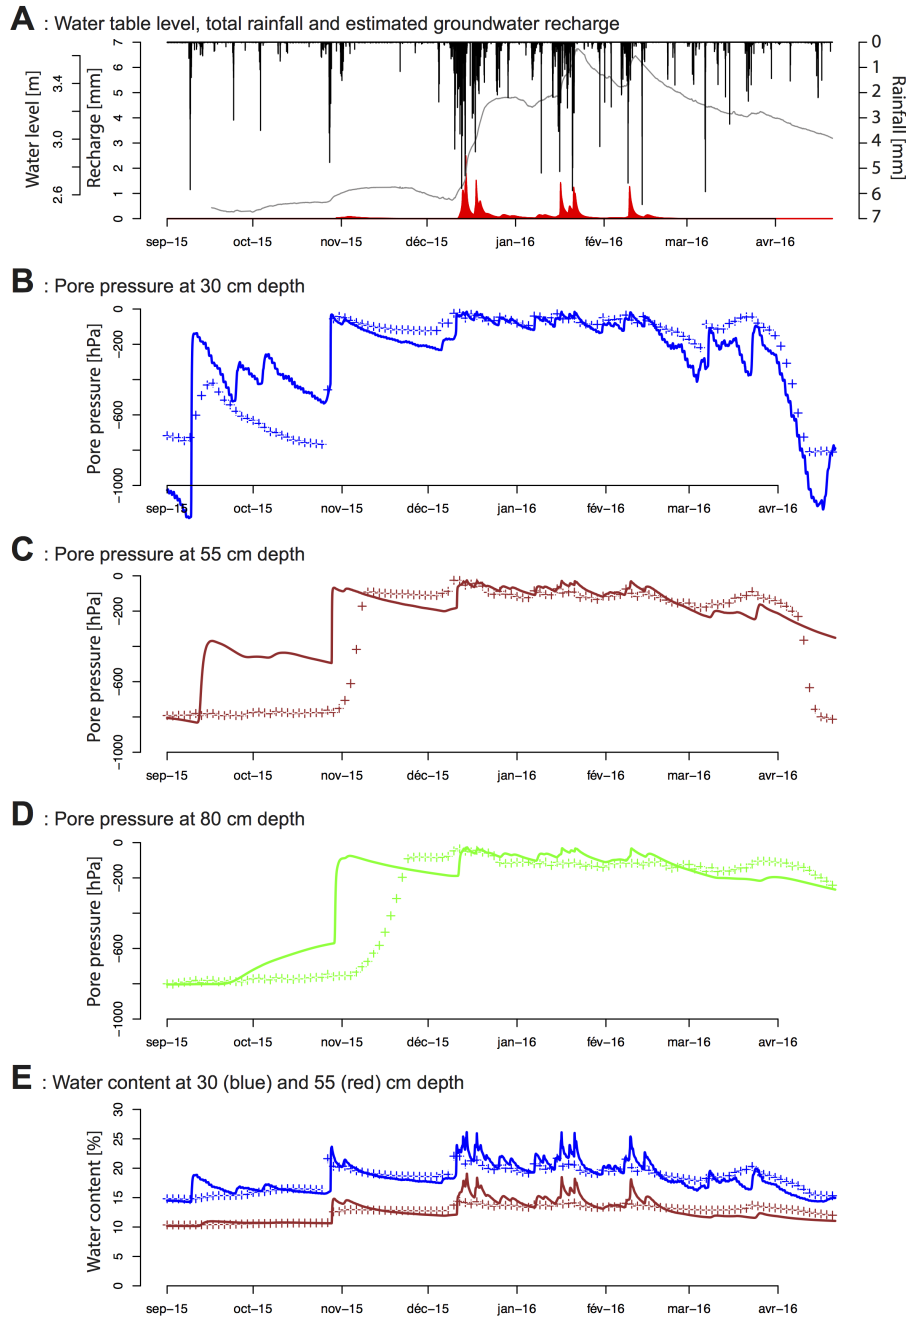 A : Water table level, total rainfall and estimated groundwater recharge
Water level [m]
2.6 3.0 3.4
Recharge [mm]
0 1 2 3 4 5 6 7
Rainfall [mm]
0 1 2 3 4 5 6 7
sep−15 oct−15 nov−15 déc−15 jan−16 fév−16 mar−16 avr−16
B : Pore pressure at 30 cm depth
Pore pressure [hPa]
0 −200 −600 −1000
sep−15 oct−15 nov−15 déc−15 jan−16 fév−16 mar−16 avr−16
C : Pore pressure at 55 cm depth
Pore pressure [hPa]
0 −200 −600 −1000
sep−15 oct−15 nov−15 déc−15 jan−16 fév−16 mar−16 avr−16
D : Pore pressure at 80 cm depth
Pore pressure [hPa]
0 −200 −600 −1000
sep−15 oct−15 nov−15 déc−15 jan−16 fév−16 mar−16 avr−16
E : Water content at 30 (blue) and 55 (red) cm depth
Water content [%]
0 5 10 15 20 25 30
sep−15 oct−15 nov−15 déc−15 jan−16 fév−16 mar−16 avr−16